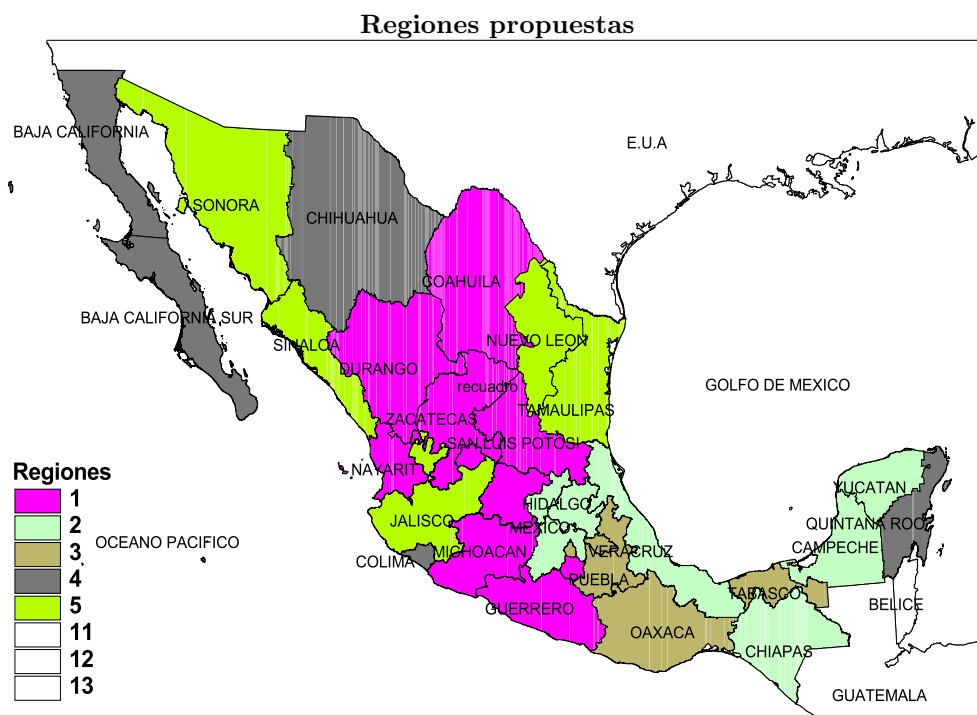 Regiones propuestas
BAJA CALIFORNIA
E.U.A
SONORA
CHIHUAHUA
COAHUILA
BAJA CALIFORNIA SUR
SINALOA
NUEVO LEON
DURANGO
recuadro
GOLFO DE MEXICO
TAMAULIPAS
ZACATECAS
SAN LUIS POTOSI
NAYARIT
Regiones
1
2
3
4
5
11
12
13
YUCATAN
HIDALGO
JALISCO
MEXICO
QUINTANA ROO
OCEANO PACIFICO
CAMPECHE
COLIMA
MICHOACAN
VERACRUZ
PUEBLA
TABASCO
BELICE
GUERRERO
OAXACA
CHIAPAS
GUATEMALA